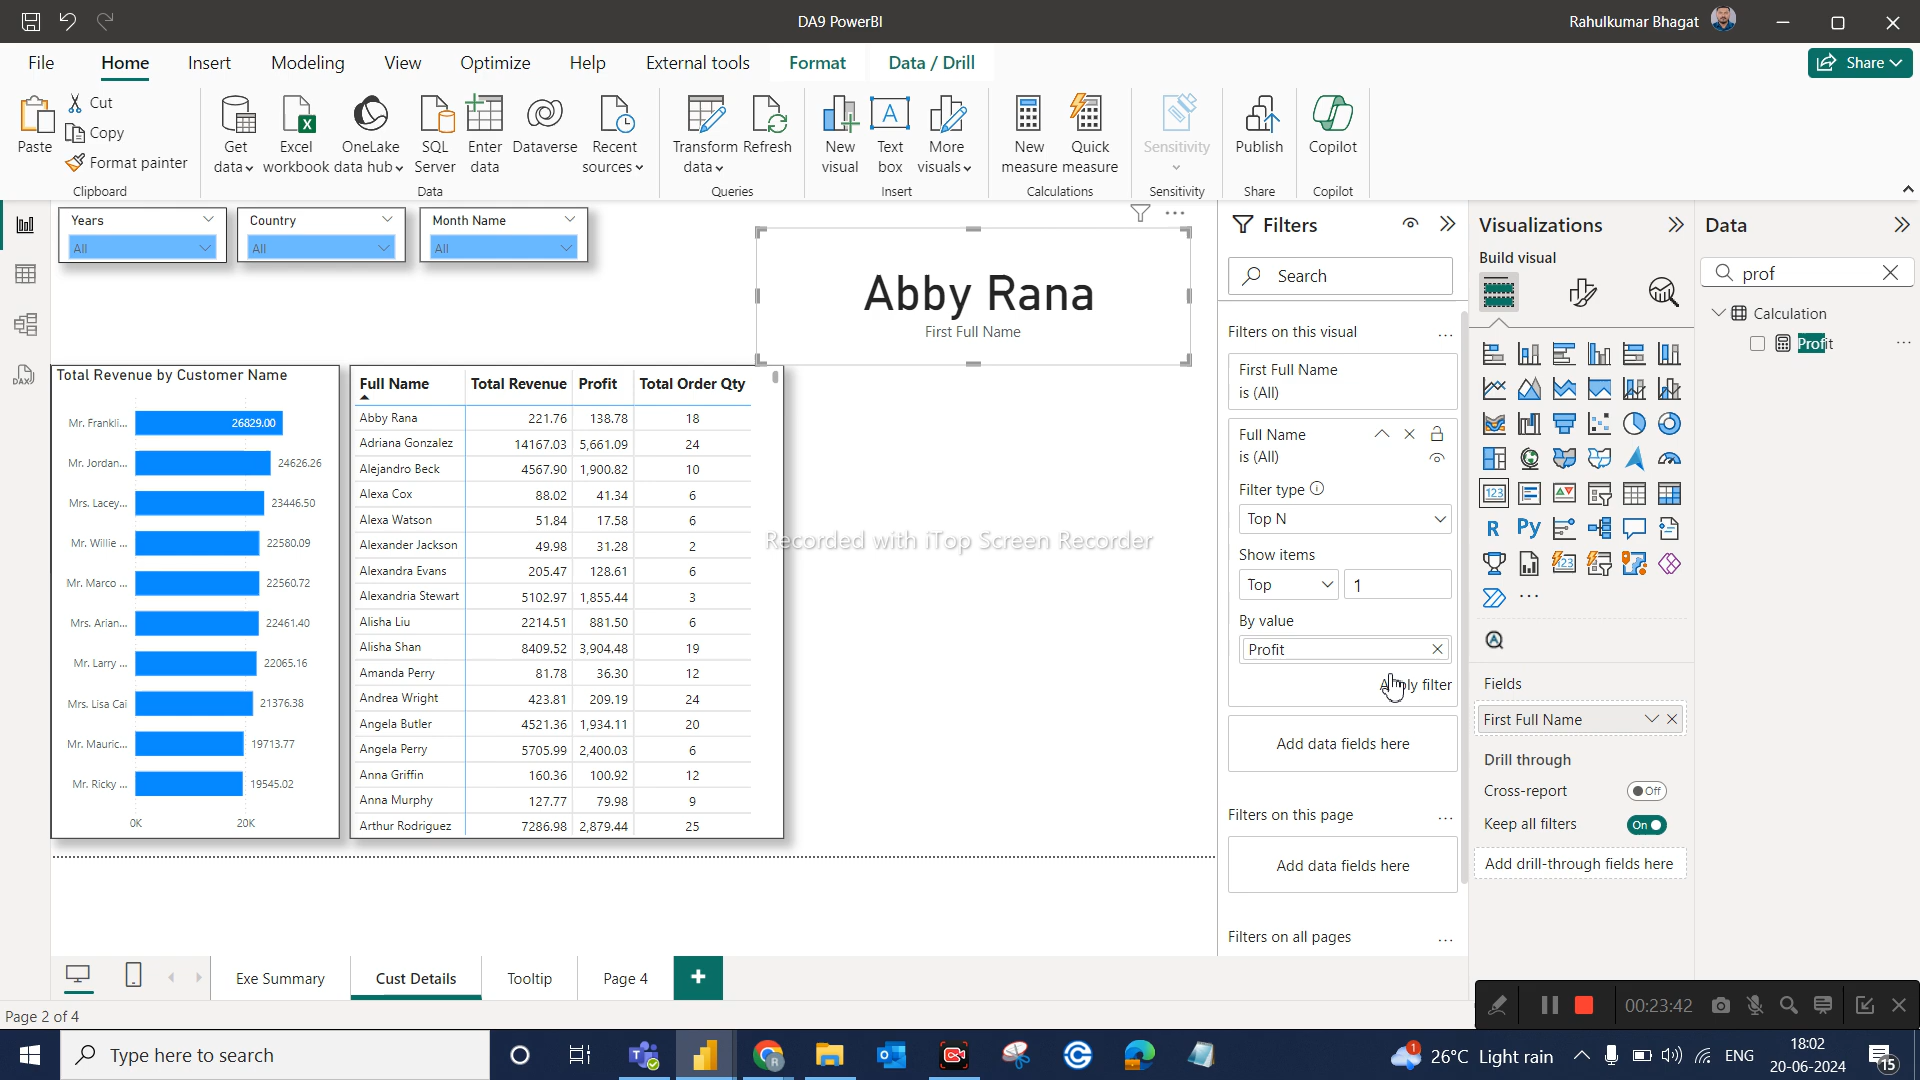 DA9 PowerBI
Rahulkumar Bhagat
File Home Insert Modeling View Optimize Help External tools Format Data / Drill
Share
Paste
Cut
Copy
Format painter
Clipboard
Get data
Excel workbook
OneLake data hub
SQL Server
Enter data
Dataverse
Recent sources
Data
Transform data
Refresh
Queries
New visual
Text box
More visuals
Insert
New measure
Quick measure
Calculations
Sensitivity
Sensitivity
Publish
Share
Copilot
Copilot
Years
All
Country
All
Month Name
All
Abby Rana
First Full Name
Total Revenue by Customer Name
Mr. Frankli... 26829.00
Mr. Jordan... 24626.26
Mrs. Lacey... 23446.50
Mr. Willie ... 22580.09
Mr. Marco ... 22560.72
Mrs. Arian... 22461.40
Mr. Larry ... 22065.16
Mrs. Lisa Cai 21376.38
Mr. Mauric... 19713.77
Mr. Ricky ... 19545.02
0K 20K
Full Name Total Revenue Profit Total Order Qty
Abby Rana 221.76 138.78 18
Adriana Gonzalez 14167.03 5,661.09 24
Alejandro Beck 4567.90 1,900.82 10
Alexa Cox 88.02 41.34 6
Alexa Watson 51.84 17.58 6
Alexander Jackson 49.98 31.28 2
Alexandra Evans 205.47 128.61 6
Alexandria Stewart 5102.97 1,855.44 3
Alisha Liu 2214.51 881.50 6
Alisha Shan 8409.52 3,904.48 19
Amanda Perry 81.78 36.30 12
Andrea Wright 423.81 209.19 24
Angela Butler 4521.36 1,934.11 20
Angela Perry 5705.99 2,400.03 6
Anna Griffin 160.36 100.92 12
Anna Murphy 127.77 79.98 9
Arthur Rodriguez 7286.98 2,879.44 25
Recorded with iTop Screen Recorder
Filters
Search
Filters on this visual ...
First Full Name
is (All)
Full Name
is (All)
Filter type
Top N
Show items
Top 1
By value
Profit
Apply filter
Add data fields here
Filters on this page ...
Add data fields here
Filters on all pages ...
Visualizations
Build visual
123
R
Py
123
...
Fields
First Full Name
Drill through
Cross-report Off
Keep all filters On
Add drill-through fields here
Data
prof
Calculation
Profit ...
Exe Summary Cust Details Tooltip Page 4 +
Page 2 of 4
00:23:42
Type here to search
26°C Light rain
ENG
18:02
20-06-2024
15